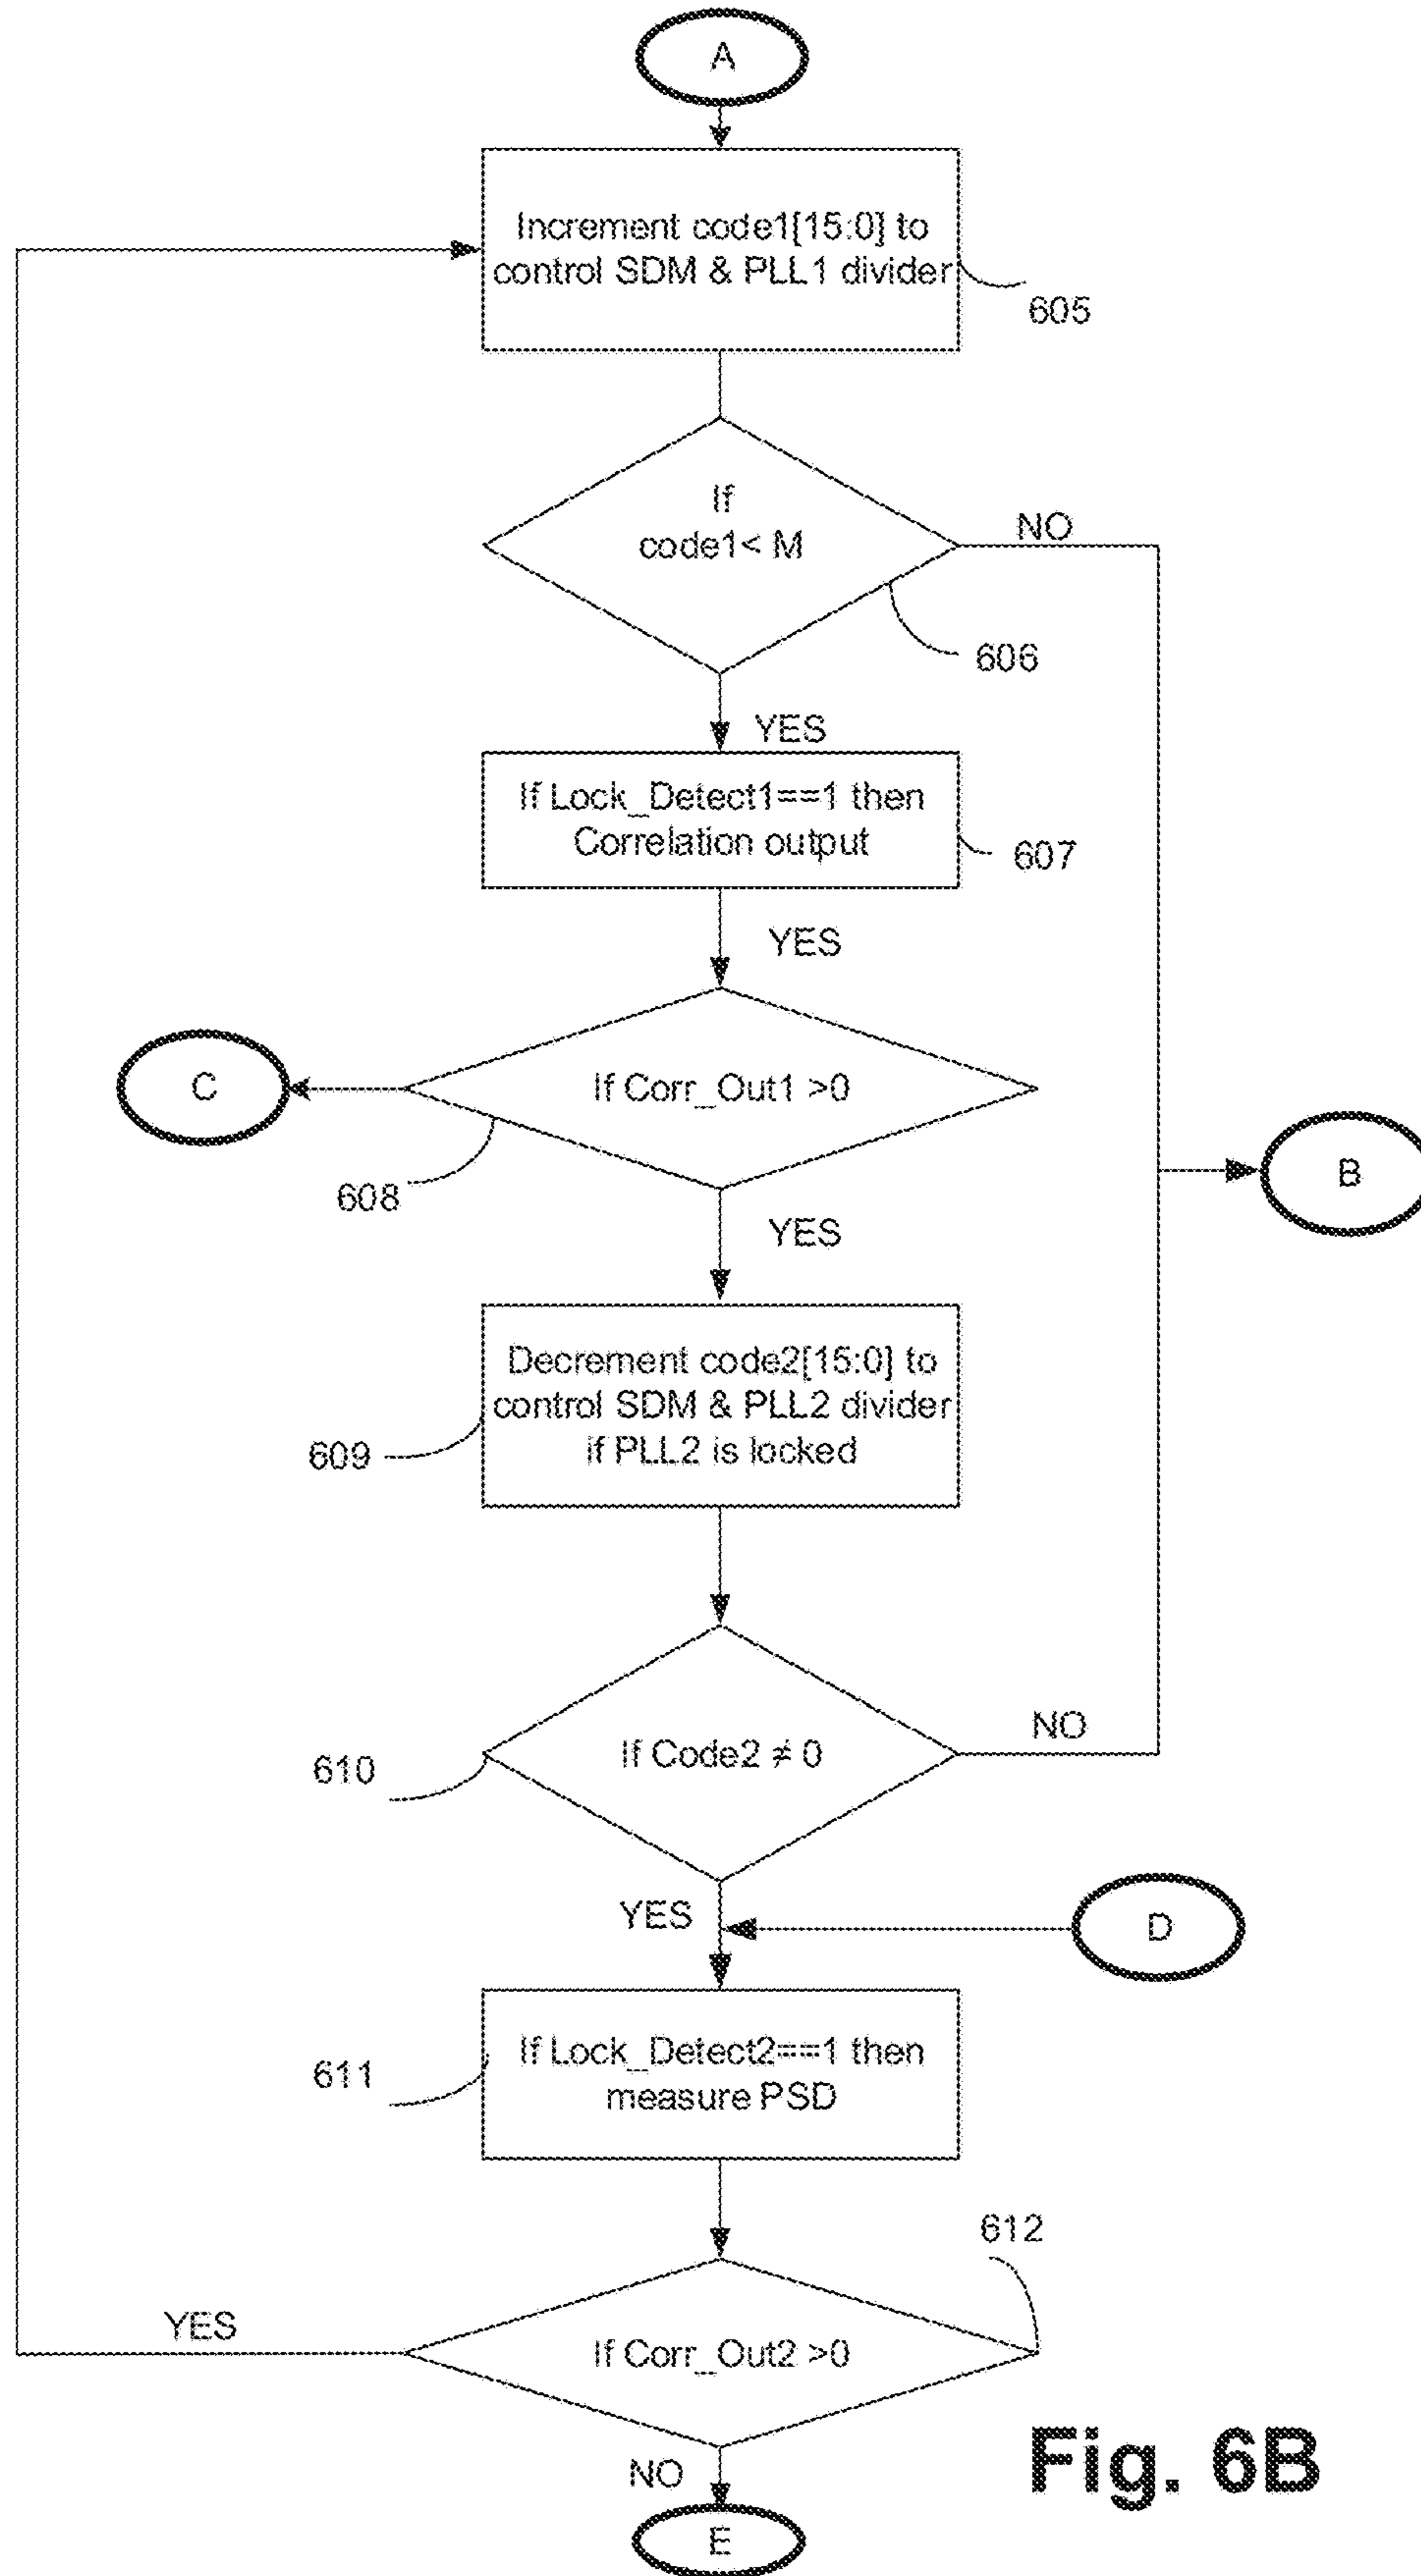 A
Increment code1[15:0] to
control SDM & PLL1 divider
605
If
code1< M
NO
606
YES
If Lock_Detect1==1 then
Correlation output
607
YES
If Corr_Out1 >0
C
608
B
YES
Decrement code2[15:0] to
control SDM & PLL2 divider
if PLL2 is locked
609
If Code2 ≠ 0
NO
610
YES
D
If Lock_Detect2==1 then
measure PSD
611
612
YES
If Corr_Out2 >0
NO
E
Fig. 6B